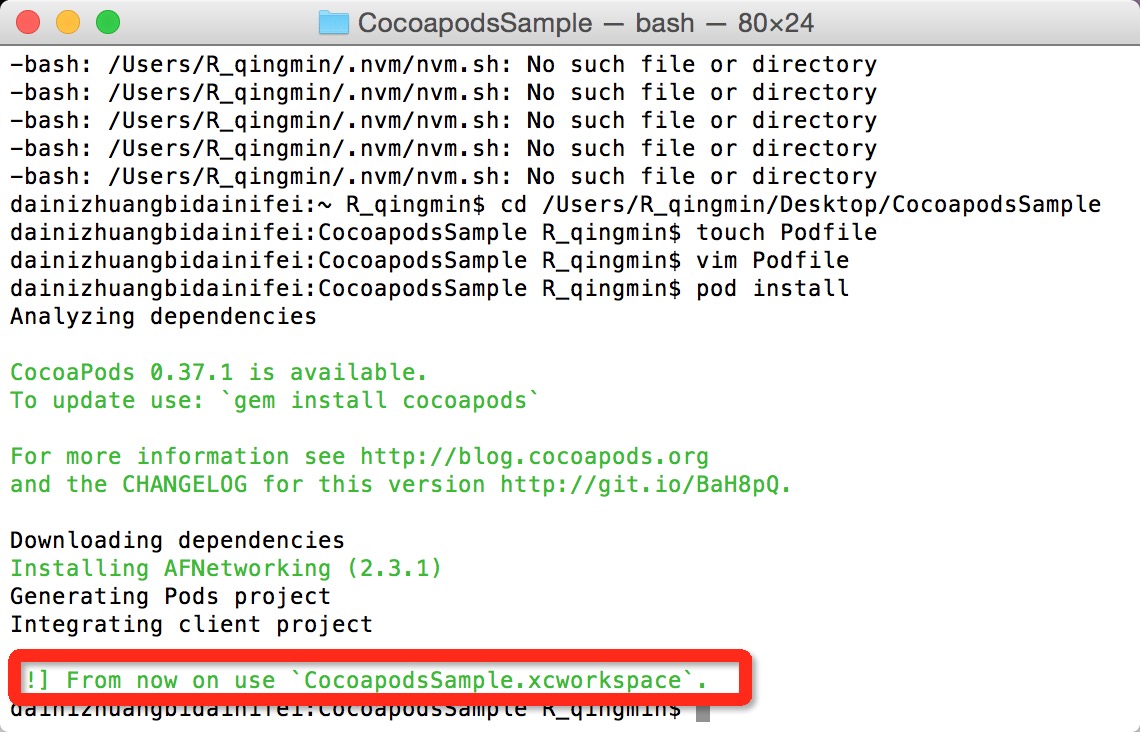 CocoapodsSample — bash — 80×24
-bash: /Users/R_qingmin/.nvm/nvm.sh: No such file or directory
-bash: /Users/R_qingmin/.nvm/nvm.sh: No such file or directory
-bash: /Users/R_qingmin/.nvm/nvm.sh: No such file or directory
-bash: /Users/R_qingmin/.nvm/nvm.sh: No such file or directory
-bash: /Users/R_qingmin/.nvm/nvm.sh: No such file or directory
dainizhuangbidainifei:~ R_qingmin$ cd /Users/R_qingmin/Desktop/CocoapodsSample
dainizhuangbidainifei:CocoapodsSample R_qingmin$ touch Podfile
dainizhuangbidainifei:CocoapodsSample R_qingmin$ vim Podfile
dainizhuangbidainifei:CocoapodsSample R_qingmin$ pod install
Analyzing dependencies
CocoaPods 0.37.1 is available.
To update use: `gem install cocoapods`
For more information see http://blog.cocoapods.org
and the CHANGELOG for this version http://git.io/BaH8pQ.
Downloading dependencies
Installing AFNetworking (2.3.1)
Generating Pods project
Integrating client project
!] From now on use `CocoapodsSample.xcworkspace`.
dainizhuangbidainifei:CocoapodsSample R_qingmin$